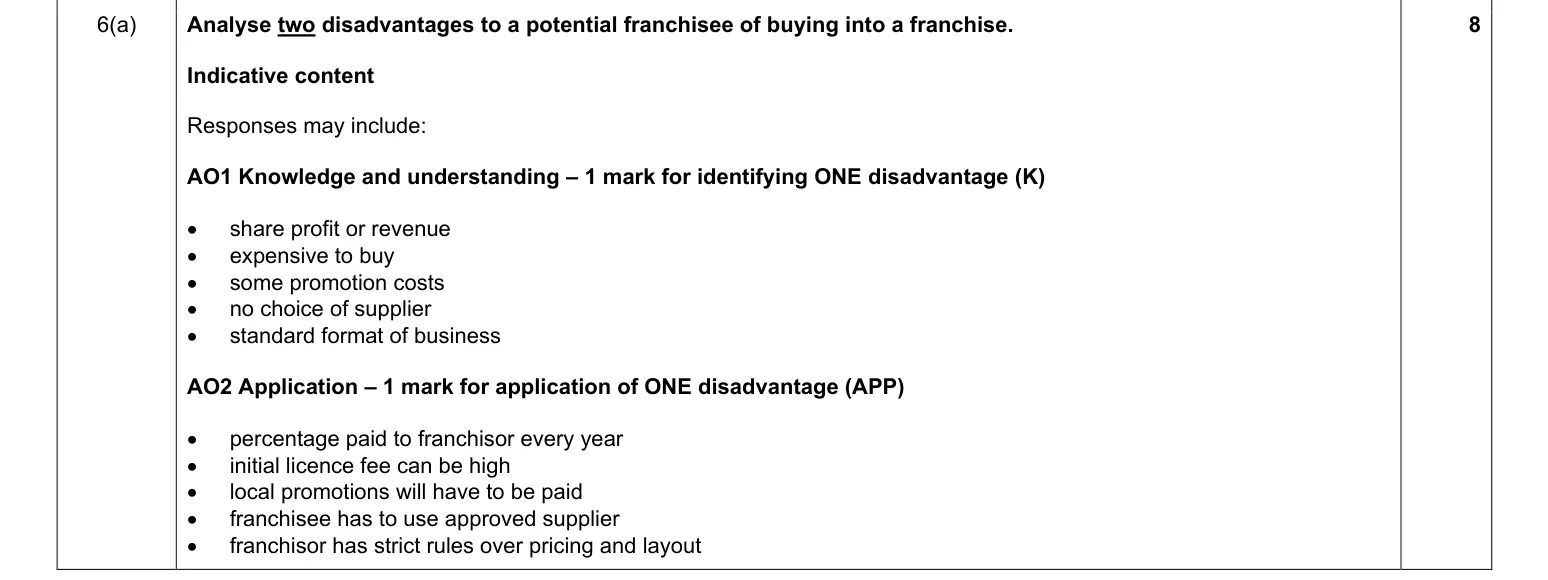 6(a) Analyse two disadvantages to a potential franchisee of buying into a franchise. 8
Indicative content
Responses may include:
AO1 Knowledge and understanding – 1 mark for identifying ONE disadvantage (K)
• share profit or revenue
• expensive to buy
• some promotion costs
• no choice of supplier
• standard format of business
AO2 Application – 1 mark for application of ONE disadvantage (APP)
• percentage paid to franchisor every year
• initial licence fee can be high
• local promotions will have to be paid
• franchisee has to use approved supplier
• franchisor has strict rules over pricing and layout